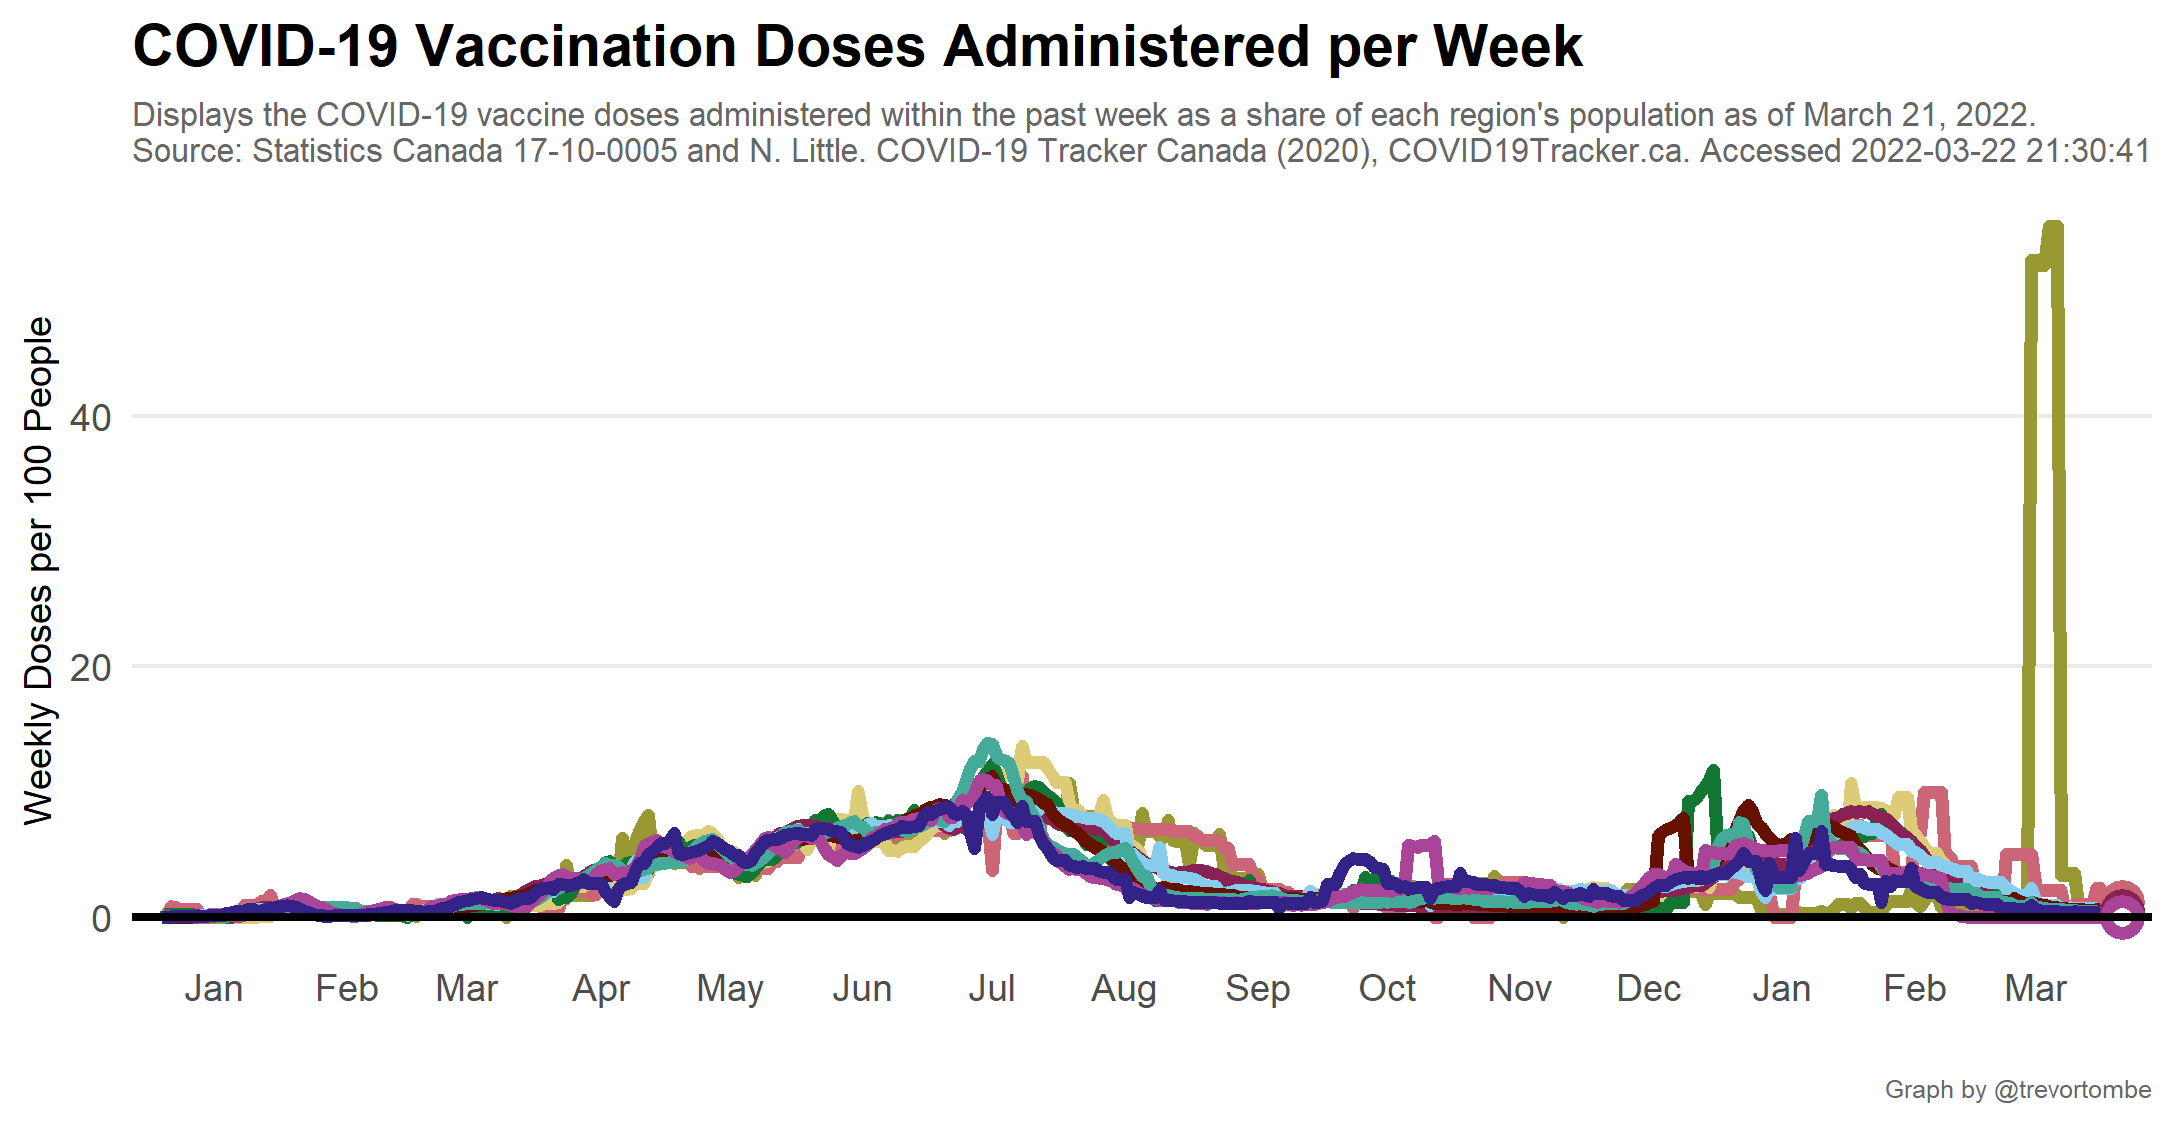 COVID-19 Vaccination Doses Administered per Week
Displays the COVID-19 vaccine doses administered within the past week as a share of each region's population as of March 21, 2022.
Source: Statistics Canada 17-10-0005 and N. Little. COVID-19 Tracker Canada (2020), COVID19Tracker.ca. Accessed 2022-03-22 21:30:41
Weekly Doses per 100 People
40
20
0
Jan Feb Mar Apr May Jun Jul Aug Sep Oct Nov Dec Jan Feb Mar
Graph by @trevortombe